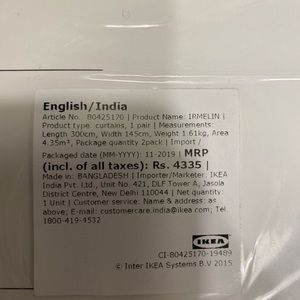 English/India
Article No. 80425170 | Product Name: IRMELIN |
Product type: curtains, 1 pair | Measurements:
Length 300cm, Width 145cm, Weight 1.61kg, Area
4.35m², Package quantity 2pack | Import /
Packaged date (MM-YYYY): 11-2019 | MRP
(incl. of all taxes): Rs. 4335 |
Made in: BANGLADESH | Importer/Marketer: IKEA
India Pvt. Ltd., Unit No. 421, DLF Tower A, Jasola
District Centre, New Delhi 110044 | Net quantity:
1 Unit | Customer service: Name & address: as
above; E-mail: customercare.india@ikea.com; Tel.
1800-419-4532
IKEA
CI-80425170-19489
© Inter IKEA Systems B.V 2015